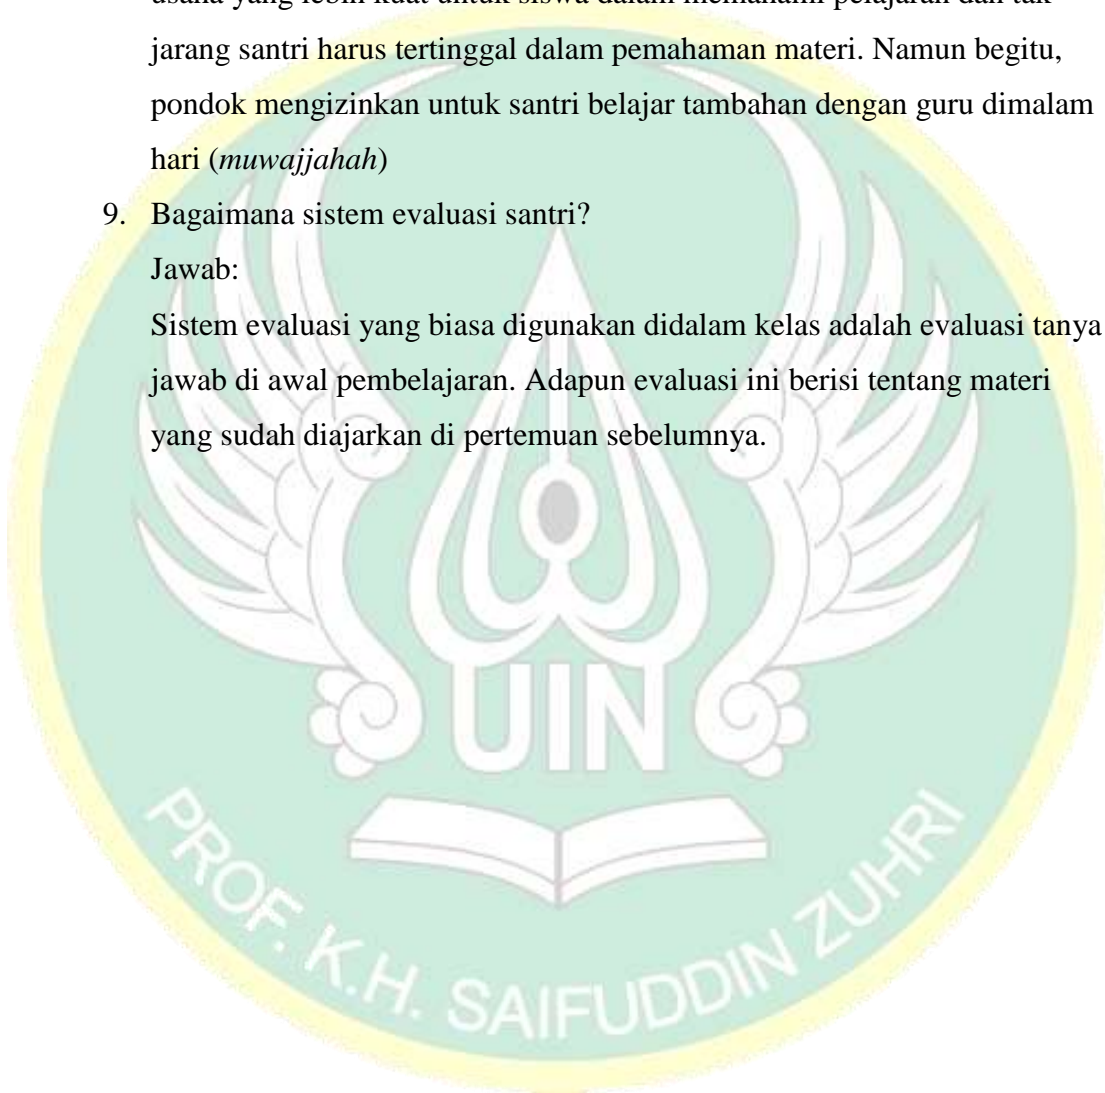 usaha yang lebih kuat untuk siswa dalam memahami pelajaran dan tak
jarang santri harus tertinggal dalam pemahaman materi. Namun begitu,
pondok mengizinkan untuk santri belajar tambahan dengan guru dimalam
hari (muwajjahah)
9. Bagaimana sistem evaluasi santri?
Jawab:
Sistem evaluasi yang biasa digunakan didalam kelas adalah evaluasi tanya
jawab di awal pembelajaran. Adapun evaluasi ini berisi tentang materi
yang sudah diajarkan di pertemuan sebelumnya.
UIN
PROF. K.H. SAIFUDDIN ZUHRI